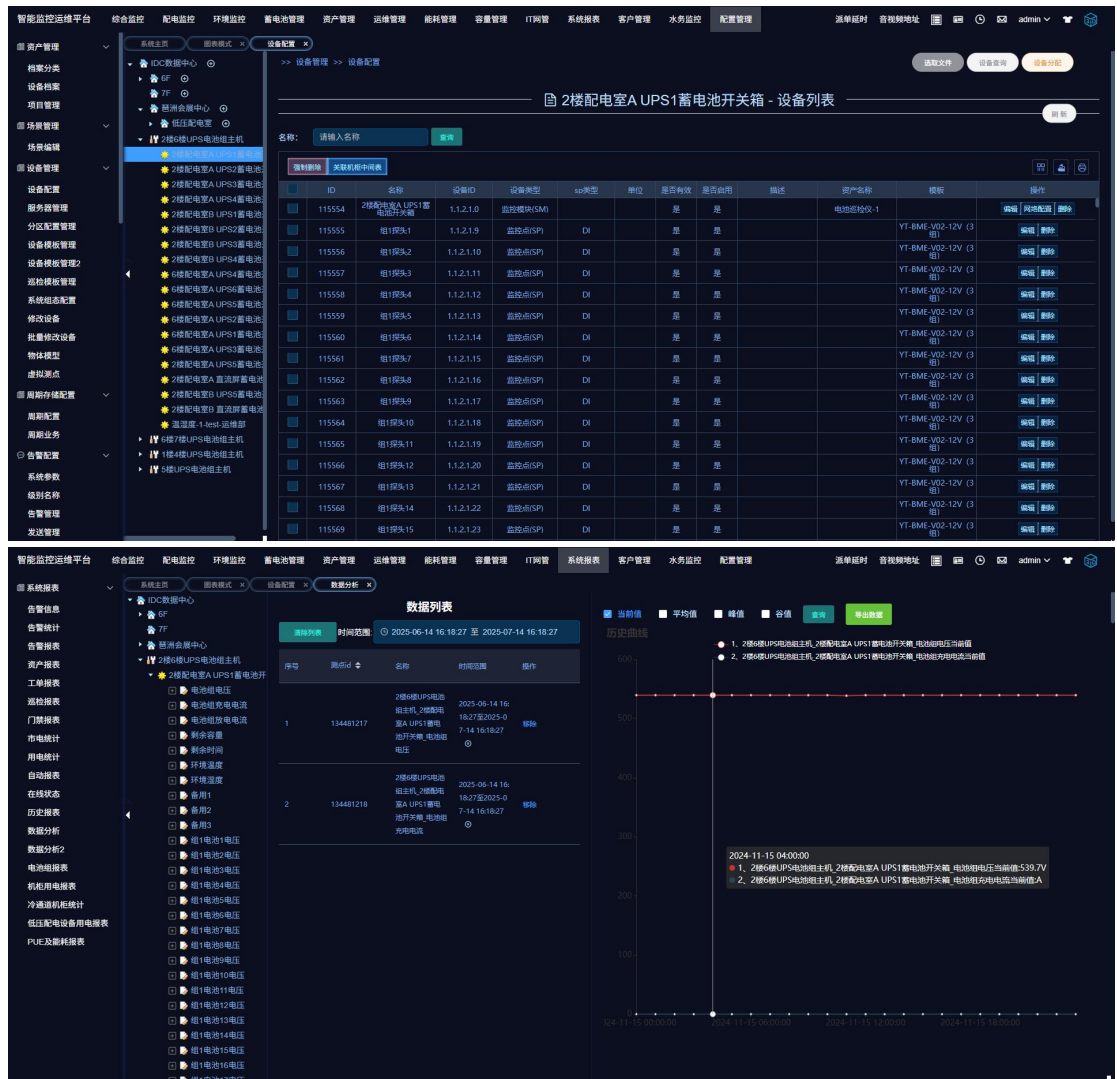 智能监控运维平台 综合监控 配电监控 环境监控 蓄电池管理 资产管理 运维管理 能耗管理 容量管理 IT网管 系统报表 客户管理 水务监控 配置管理 派单延时 音视频地址 admin
资产管理
档案分类
设备档案
项目管理
场景管理
场景编辑
设备管理
设备配置
服务器管理
分区配置管理
设备模板管理
设备模板管理2
巡检模板管理
系统组态配置
修改设备
批量修改设备
物体模型
虚拟测点
周期存储配置
周期配置
周期业务
告警配置
系统参数
级别名称
告警管理
发送管理
系统主页 图表模式 × 设备配置 ×
IDC数据中心
6F
7F
琶洲会展中心
低压配电室
2楼6楼UPS电池组主机
2楼配电室A UPS1蓄电池
2楼配电室A UPS2蓄电池
2楼配电室A UPS3蓄电池
2楼配电室A UPS4蓄电池
2楼配电室B UPS1蓄电池
2楼配电室B UPS2蓄电池
2楼配电室B UPS3蓄电池
2楼配电室B UPS4蓄电池
6楼配电室A UPS4蓄电池
6楼配电室A UPS6蓄电池
6楼配电室A UPS5蓄电池
6楼配电室A UPS2蓄电池
6楼配电室A UPS1蓄电池
6楼配电室A UPS3蓄电池
2楼配电室A UPS5蓄电池
2楼配电室A 直流屏蓄电池
2楼配电室B UPS5蓄电池
2楼配电室B 直流屏蓄电池
温湿度-1-test-运维部
6楼7楼UPS电池组主机
1楼4楼UPS电池组主机
5楼UPS电池组主机
>> 设备管理 >> 设备配置
选取文件 设备查询 设备分配
2楼配电室A UPS1蓄电池开关箱 - 设备列表
刷新
名称: 请输入名称 查询
强制删除 关联机柜中间表
ID 名称 设备ID 设备类型 sp类型 单位 是否有效 是否启用 描述 资产名称 模板 操作
115554 2楼配电室A UPS1蓄电池开关箱 1.1.2.1.0 监控模块(SM) 是 是 电池巡检仪-1 编辑 网络配置 删除
115555 组1探头1 1.1.2.1.9 监控点(SP) DI 是 是 YT-BME-V02-12V (3组) 编辑 删除
115556 组1探头2 1.1.2.1.10 监控点(SP) DI 是 是 YT-BME-V02-12V (3组) 编辑 删除
115557 组1探头3 1.1.2.1.11 监控点(SP) DI 是 是 YT-BME-V02-12V (3组) 编辑 删除
115558 组1探头4 1.1.2.1.12 监控点(SP) DI 是 是 YT-BME-V02-12V (3组) 编辑 删除
115559 组1探头5 1.1.2.1.13 监控点(SP) DI 是 是 YT-BME-V02-12V (3组) 编辑 删除
115560 组1探头6 1.1.2.1.14 监控点(SP) DI 是 是 YT-BME-V02-12V (3组) 编辑 删除
115561 组1探头7 1.1.2.1.15 监控点(SP) DI 是 是 YT-BME-V02-12V (3组) 编辑 删除
115562 组1探头8 1.1.2.1.16 监控点(SP) DI 是 是 YT-BME-V02-12V (3组) 编辑 删除
115563 组1探头9 1.1.2.1.17 监控点(SP) DI 是 是 YT-BME-V02-12V (3组) 编辑 删除
115564 组1探头10 1.1.2.1.18 监控点(SP) DI 是 是 YT-BME-V02-12V (3组) 编辑 删除
115565 组1探头11 1.1.2.1.19 监控点(SP) DI 是 是 YT-BME-V02-12V (3组) 编辑 删除
115566 组1探头12 1.1.2.1.20 监控点(SP) DI 是 是 YT-BME-V02-12V (3组) 编辑 删除
115567 组1探头13 1.1.2.1.21 监控点(SP) DI 是 是 YT-BME-V02-12V (3组) 编辑 删除
115568 组1探头14 1.1.2.1.22 监控点(SP) DI 是 是 YT-BME-V02-12V (3组) 编辑 删除
115569 组1探头15 1.1.2.1.23 监控点(SP) DI 是 是 YT-BME-V02-12V (3组) 编辑 删除
智能监控运维平台 综合监控 配电监控 环境监控 蓄电池管理 资产管理 运维管理 能耗管理 容量管理 IT网管 系统报表 客户管理 水务监控 配置管理 派单延时 音视频地址 admin
系统报表
告警信息
告警统计
告警报表
资产报表
工单报表
巡检报表
门禁报表
市电统计
用电统计
自动报表
在线状态
历史报表
数据分析
数据分析2
电池组报表
机柜用电报表
冷通道机柜统计
低压配电设备用电报表
PUE及能耗报表
系统主页 图表模式 × 设备配置 × 数据分析 ×
IDC数据中心
6F
7F
琶洲会展中心
2楼6楼UPS电池组主机
2楼配电室A UPS1蓄电池开
电池组电压
电池组充电电流
电池组放电电流
剩余容量
剩余时间
环境温度
环境湿度
备用1
备用2
备用3
组1电池1电压
组1电池2电压
组1电池3电压
组1电池4电压
组1电池5电压
组1电池6电压
组1电池7电压
组1电池8电压
组1电池9电压
组1电池10电压
组1电池11电压
组1电池12电压
组1电池13电压
组1电池14电压
组1电池15电压
组1电池16电压
数据列表
清除列表 时间范围: 2025-06-14 16:18:27 至 2025-07-14 16:18:27
序号 测点id 名称 时间范围 操作
1 134481217 2楼6楼UPS电池组主机_2楼配电室A UPS1蓄电池开关箱_电池组电压 2025-06-14 16:18:27至2025-07-14 16:18:27 移除
2 134481218 2楼6楼UPS电池组主机_2楼配电室A UPS1蓄电池开关箱_电池组充电电流 2025-06-14 16:18:27至2025-07-14 16:18:27 移除
当前值 平均值 峰值 谷值 查询 导出数据
历史曲线
1、2楼6楼UPS电池组主机_2楼配电室A UPS1蓄电池开关箱_电池组电压当前值
2、2楼6楼UPS电池组主机_2楼配电室A UPS1蓄电池开关箱_电池组充电电流当前值
600
500
400
300
200
100
0
2024-11-15 04:00:00
1、2楼6楼UPS电池组主机_2楼配电室A UPS1蓄电池开关箱_电池组电压当前值:539.7V
2、2楼6楼UPS电池组主机_2楼配电室A UPS1蓄电池开关箱_电池组充电电流当前值:A
024-11-15 00:00:00 2024-11-15 06:00:00 2024-11-15 12:00:00 2024-11-15 18:00:00